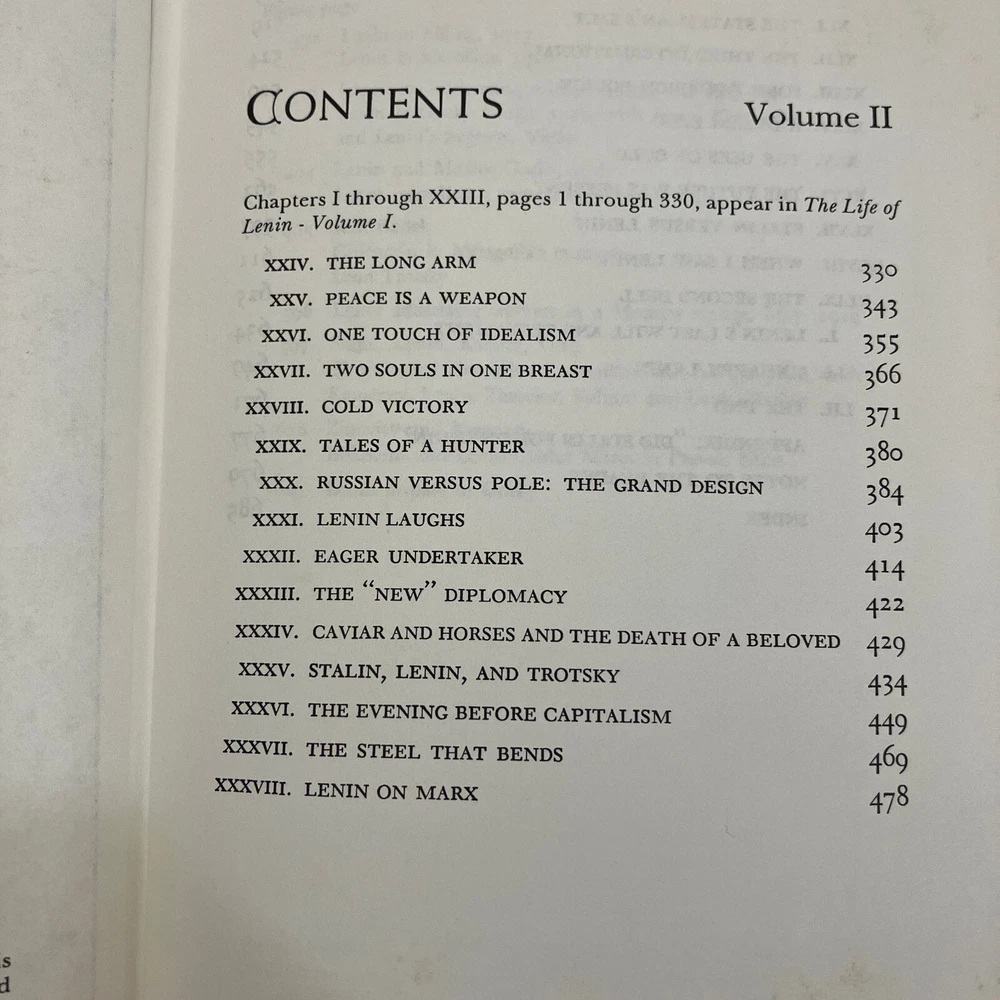 CONTENTS Volume II
Chapters I through XXIII, pages 1 through 330, appear in The Life of
Lenin - Volume I.
XXIV. THE LONG ARM 330
XXV. PEACE IS A WEAPON 343
XXVI. ONE TOUCH OF IDEALISM 355
XXVII. TWO SOULS IN ONE BREAST 366
XXVIII. COLD VICTORY 371
XXIX. TALES OF A HUNTER 380
XXX. RUSSIAN VERSUS POLE: THE GRAND DESIGN 384
XXXI. LENIN LAUGHS 403
XXXII. EAGER UNDERTAKER 414
XXXIII. THE “NEW” DIPLOMACY 422
XXXIV. CAVIAR AND HORSES AND THE DEATH OF A BELOVED 429
XXXV. STALIN, LENIN, AND TROTSKY 434
XXXVI. THE EVENING BEFORE CAPITALISM 449
XXXVII. THE STEEL THAT BENDS 469
XXXVIII. LENIN ON MARX 478